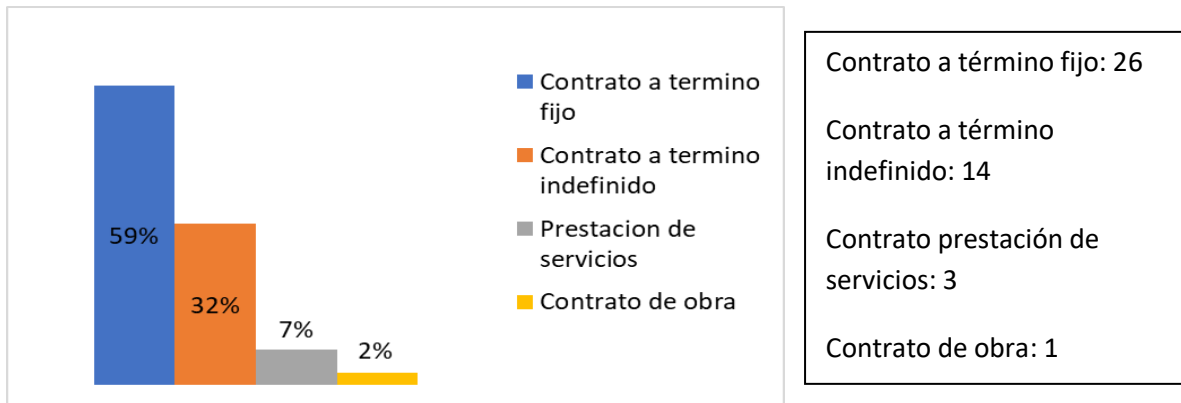 59%
32%
7%
2%
Contrato a termino
fijo
Contrato a termino
indefinido
Prestacion de
servicios
Contrato de obra
Contrato a término fijo: 26
Contrato a término
indefinido: 14
Contrato prestación de
servicios: 3
Contrato de obra: 1